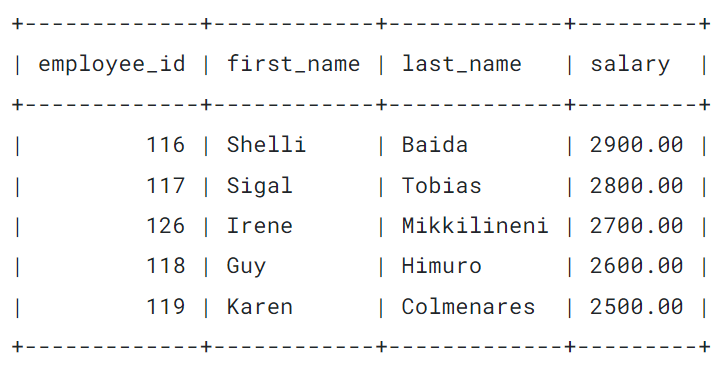 +-------------+------------+-------------+---------+
| employee_id | first_name | last_name   | salary  |
+-------------+------------+-------------+---------+
|         116 | Shelli     | Baida       | 2900.00 |
|         117 | Sigal      | Tobias      | 2800.00 |
|         126 | Irene      | Mikkilineni | 2700.00 |
|         118 | Guy        | Himuro      | 2600.00 |
|         119 | Karen      | Colmenares  | 2500.00 |
+-------------+------------+-------------+---------+